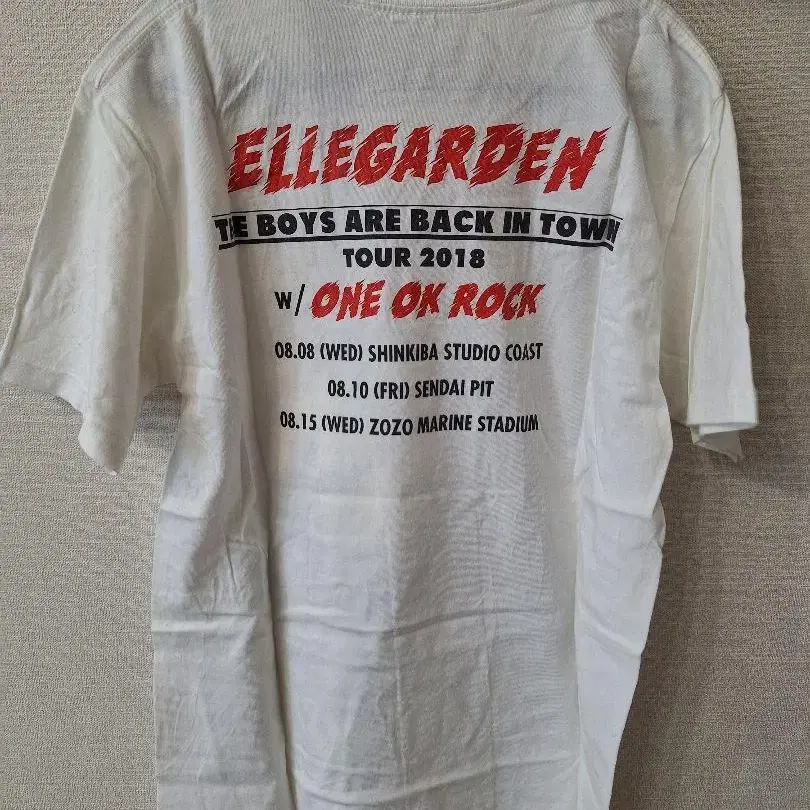 ELLEGARDEN
THE BOYS ARE BACK IN TOWN
TOUR 2018
w/ ONE OK ROCK
08.08 (WED) SHINKIBA STUDIO COAST
08.10 (FRI) SENDAI PIT
08.15 (WED) ZOZO MARINE STADIUM